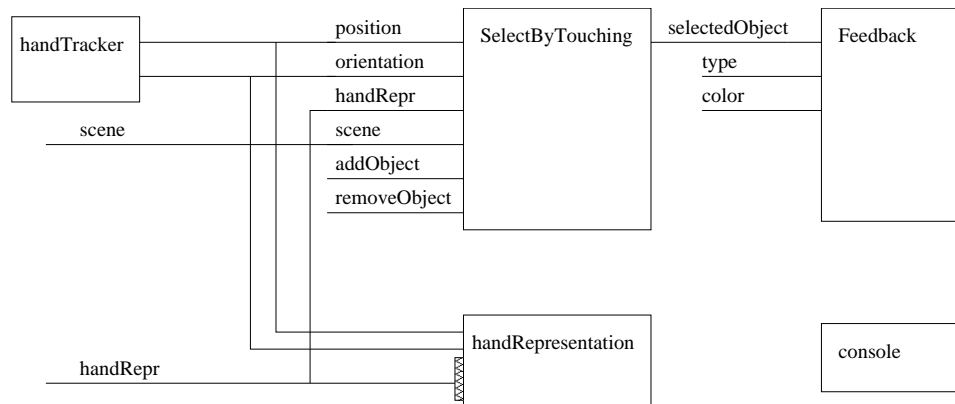 handTracker
position
SelectByTouching
selectedObject
Feedback
orientation
type
handRepr
color
scene
scene
addObject
removeObject
handRepresentation
console
handRepr